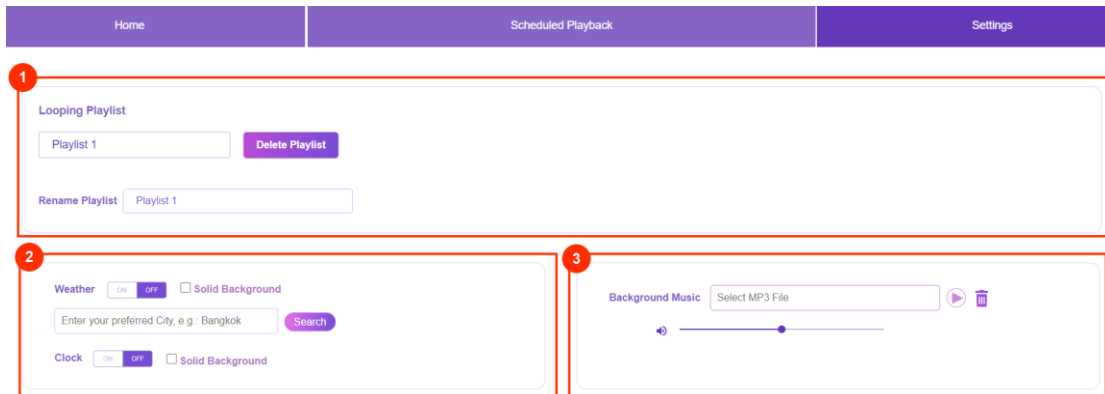 Home Scheduled Playback Settings
1
Looping Playlist
Playlist 1 Delete Playlist
Rename Playlist Playlist 1
2
Weather ON OFF Solid Background
Enter your preferred City, e.g.: Bangkok Search
Clock ON OFF Solid Background
3
Background Music Select MP3 File